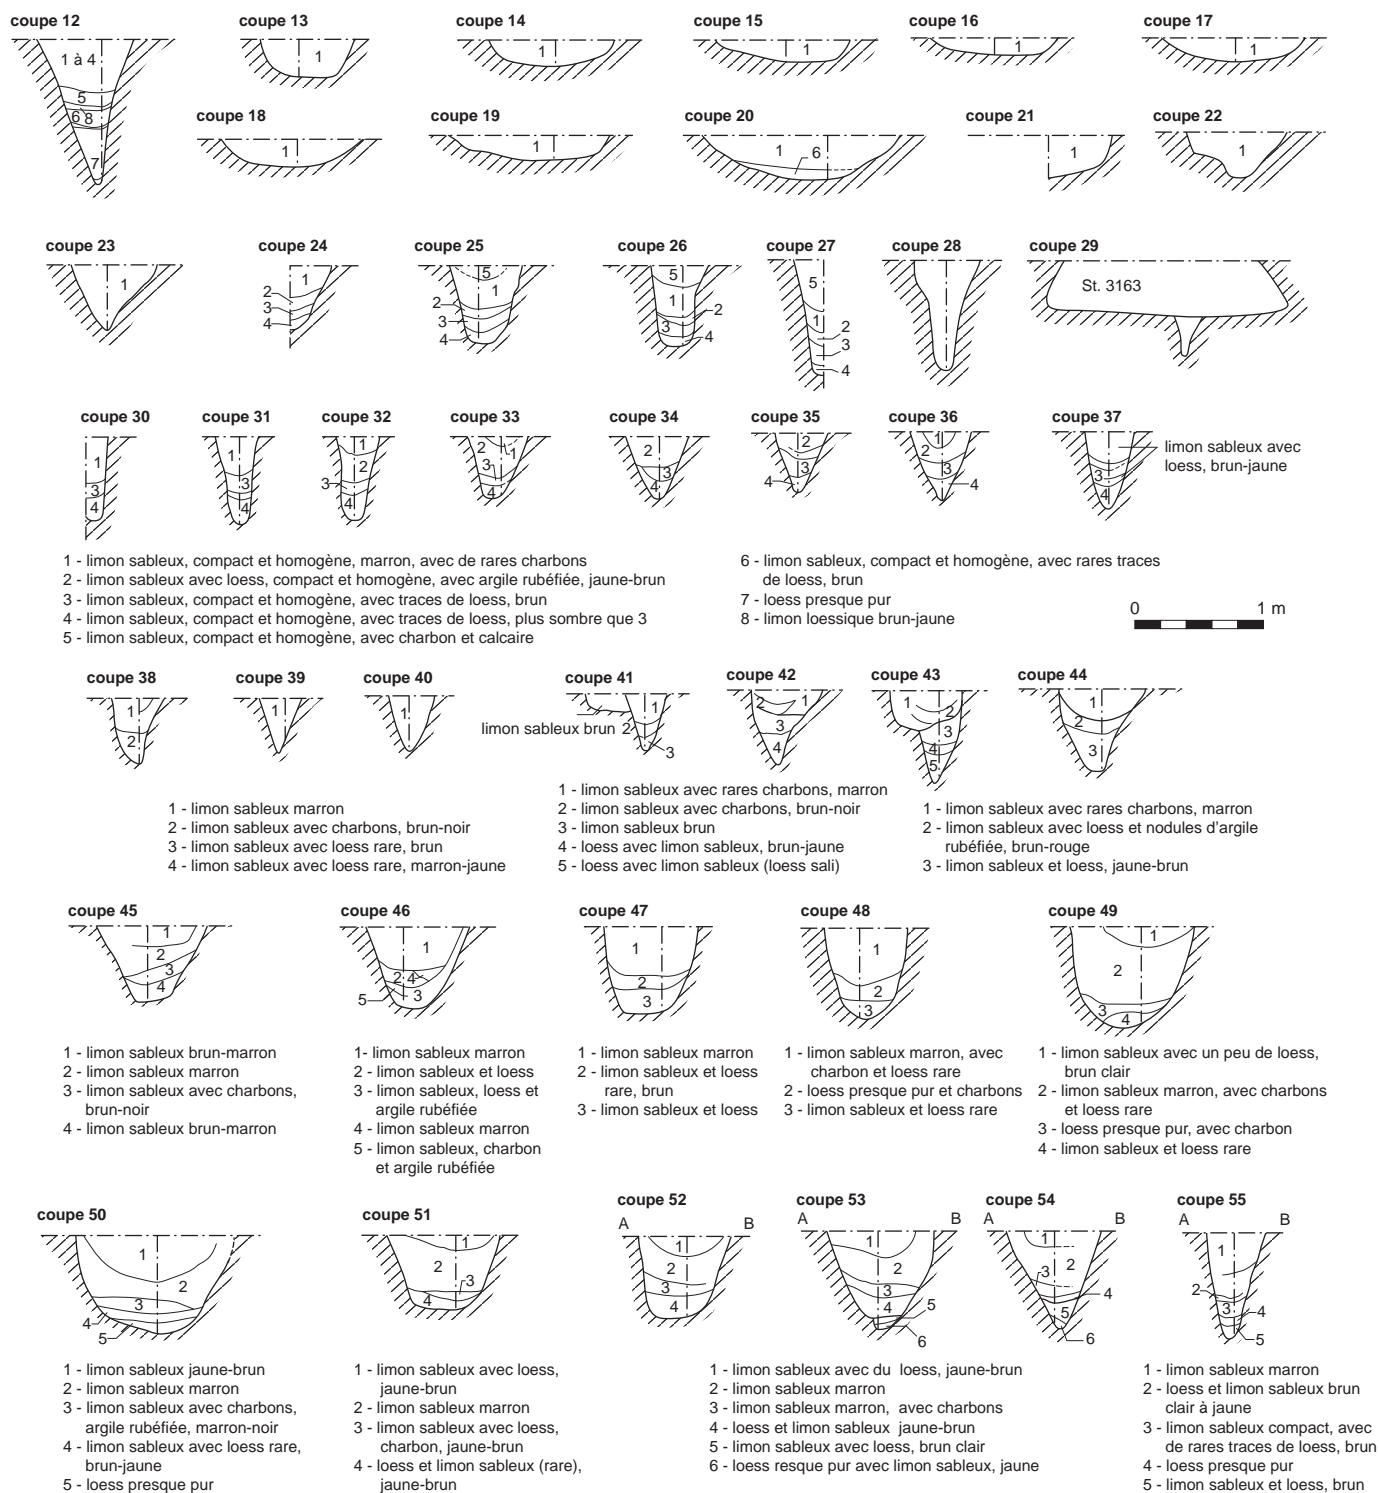 coupe 12
coupe 13
coupe 14
coupe 15
coupe 16
coupe 17
1 à 4
5
6 8
7
1
1
1
1
1
coupe 18
coupe 19
coupe 20
coupe 21
coupe 22
1
1
1
6
1
1
coupe 23
coupe 24
coupe 25
coupe 26
coupe 27
coupe 28
coupe 29
1
1
2
3
4
5
1
2
3
4
5
1
2
3
4
5
1
2
3
4
St. 3163
coupe 30
coupe 31
coupe 32
coupe 33
coupe 34
coupe 35
coupe 36
coupe 37
1
3
4
1
3
4
1
2
3
4
2
1
3
4
2
3
4
2
3
4
1
2
3
4
3
4
limon sableux avec
loess, brun-jaune
1 - limon sableux, compact et homogène, marron, avec de rares charbons
2 - limon sableux avec loess, compact et homogène, avec argile rubéfiée, jaune-brun
3 - limon sableux, compact et homogène, avec traces de loess, brun
4 - limon sableux, compact et homogène, avec traces de loess, plus sombre que 3
5 - limon sableux, compact et homogène, avec charbon et calcaire
6 - limon sableux, compact et homogène, avec rares traces
de loess, brun
7 - loess presque pur
8 - limon loessique brun-jaune
0 1 m
coupe 38
coupe 39
coupe 40
coupe 41
coupe 42
coupe 43
coupe 44
1
2
1
1
1
limon sableux brun 2
3
2
1
3
4
1
2
3
4
5
1
2
3
1 - limon sableux marron
2 - limon sableux avec charbons, brun-noir
3 - limon sableux avec loess rare, brun
4 - limon sableux avec loess rare, marron-jaune
1 - limon sableux avec rares charbons, marron
2 - limon sableux avec charbons, brun-noir
3 - limon sableux brun
4 - loess avec limon sableux, brun-jaune
5 - loess avec limon sableux (loess sali)
1 - limon sableux avec rares charbons, marron
2 - limon sableux avec loess et nodules d'argile
rubéfiée, brun-rouge
3 - limon sableux et loess, jaune-brun
coupe 45
coupe 46
coupe 47
coupe 48
coupe 49
1
2
3
4
1
2 4
5
3
1
2
3
1
2
3
1
2
3
4
1 - limon sableux brun-marron
2 - limon sableux marron
3 - limon sableux avec charbons,
brun-noir
4 - limon sableux brun-marron
1- limon sableux marron
2 - limon sableux et loess
3 - limon sableux, loess et
argile rubéfiée
4 - limon sableux marron
5 - limon sableux, charbon
et argile rubéfiée
1 - limon sableux marron
2 - limon sableux et loess
rare, brun
3 - limon sableux et loess
1 - limon sableux marron, avec
charbon et loess rare
2 - loess presque pur et charbons
3 - limon sableux et loess rare
1 - limon sableux avec un peu de loess,
brun clair
2 - limon sableux marron, avec charbons
et loess rare
3 - loess presque pur, avec charbon
4 - limon sableux et loess rare
coupe 50
coupe 51
coupe 52
coupe 53
coupe 54
coupe 55
A B
A B
A B
A B
1
2
3
4
5
1
2
3
4
1
2
3
4
1
2
3
4
5
6
1
2
3
4
5
6
1
2
3
4
5
1 - limon sableux jaune-brun
2 - limon sableux marron
3 - limon sableux avec charbons,
argile rubéfiée, marron-noir
4 - limon sableux avec loess rare,
brun-jaune
5 - loess presque pur
1 - limon sableux avec loess,
jaune-brun
2 - limon sableux marron
3 - limon sableux avec loess,
charbon, jaune-brun
4 - loess et limon sableux (rare),
jaune-brun
1 - limon sableux avec du loess, jaune-brun
2 - limon sableux marron
3 - limon sableux marron, avec charbons
4 - loess et limon sableux jaune-brun
5 - limon sableux avec loess, brun clair
6 - loess resque pur avec limon sableux, jaune
1 - limon sableux marron
2 - loess et limon sableux brun
clair à jaune
3 - limon sableux compact, avec
de rares traces de loess, brun
4 - loess presque pur
5 - limon sableux et loess, brun